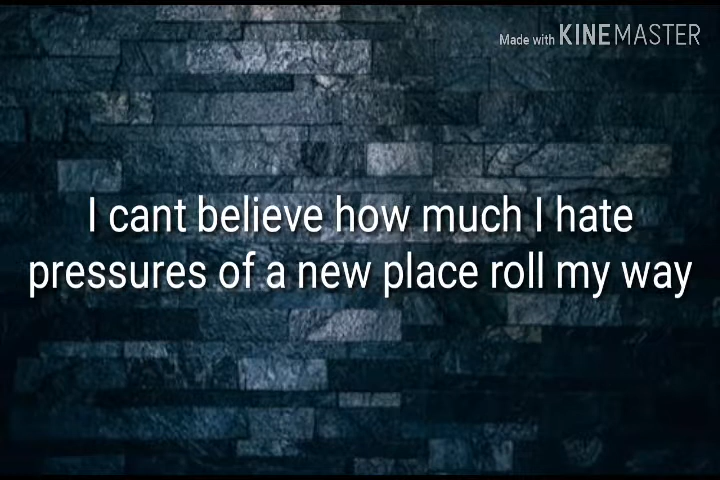 Made with KINEMASTER
I cant believe how much I hate
pressures of a new place roll my way